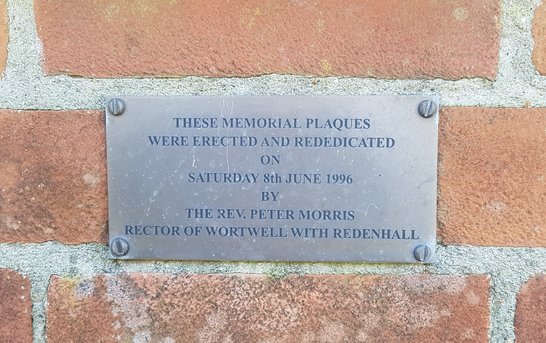 THESE MEMORIAL PLAQUES
WERE ERECTED AND REDEDICATED
ON
SATURDAY 8th JUNE 1996
BY
THE REV. PETER MORRIS
RECTOR OF WORTWELL WITH REDENHALL